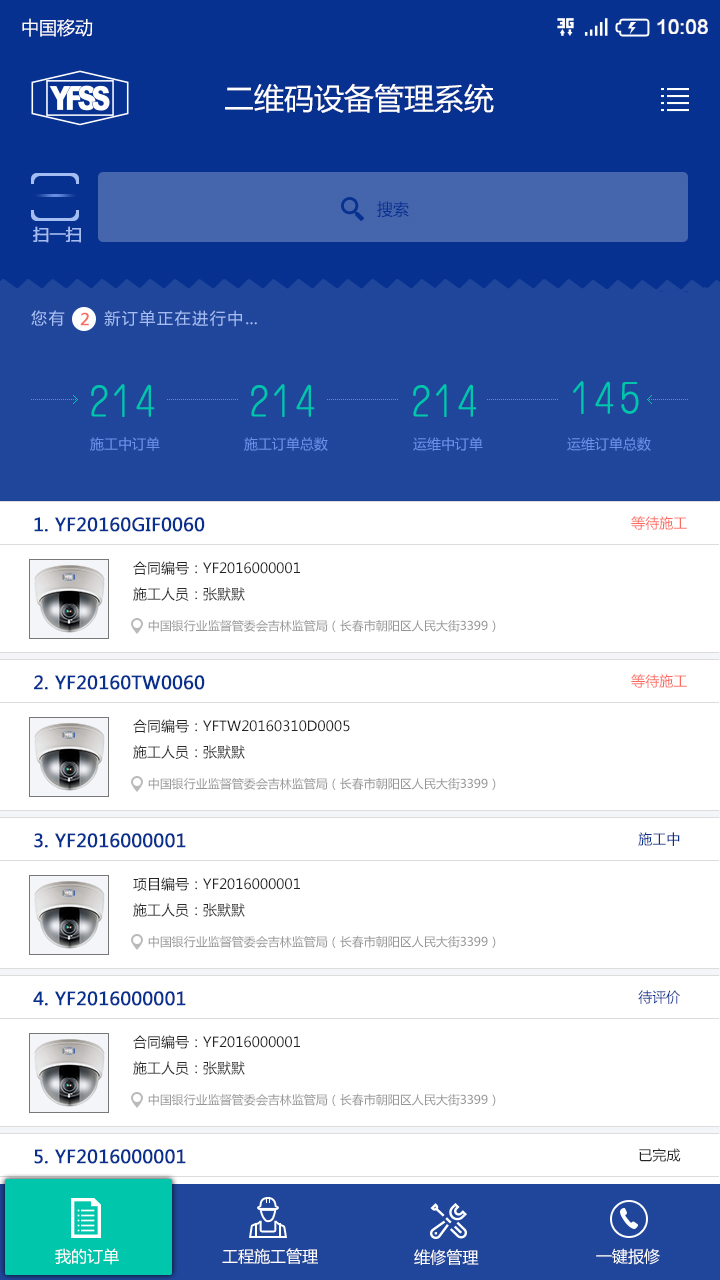 中国移动 3G 10:08
YFSS 二维码设备管理系统
扫一扫 搜索
您有 2 新订单正在进行中...
214 214 214 145
施工中订单 施工订单总数 运维中订单 运维订单总数
1. YF20160GIF0060 等待施工
合同编号：YF2016000001
施工人员：张默默
中国银行业监督管委会吉林监管局（长春市朝阳区人民大街3399）
2. YF20160TW0060 等待施工
合同编号：YFTW20160310D0005
施工人员：张默默
中国银行业监督管委会吉林监管局（长春市朝阳区人民大街3399）
3. YF2016000001 施工中
项目编号：YF2016000001
施工人员：张默默
中国银行业监督管委会吉林监管局（长春市朝阳区人民大街3399）
4. YF2016000001 待评价
合同编号：YF2016000001
施工人员：张默默
中国银行业监督管委会吉林监管局（长春市朝阳区人民大街3399）
5. YF2016000001 已完成
我的订单 工程施工管理 维修管理 一键报修